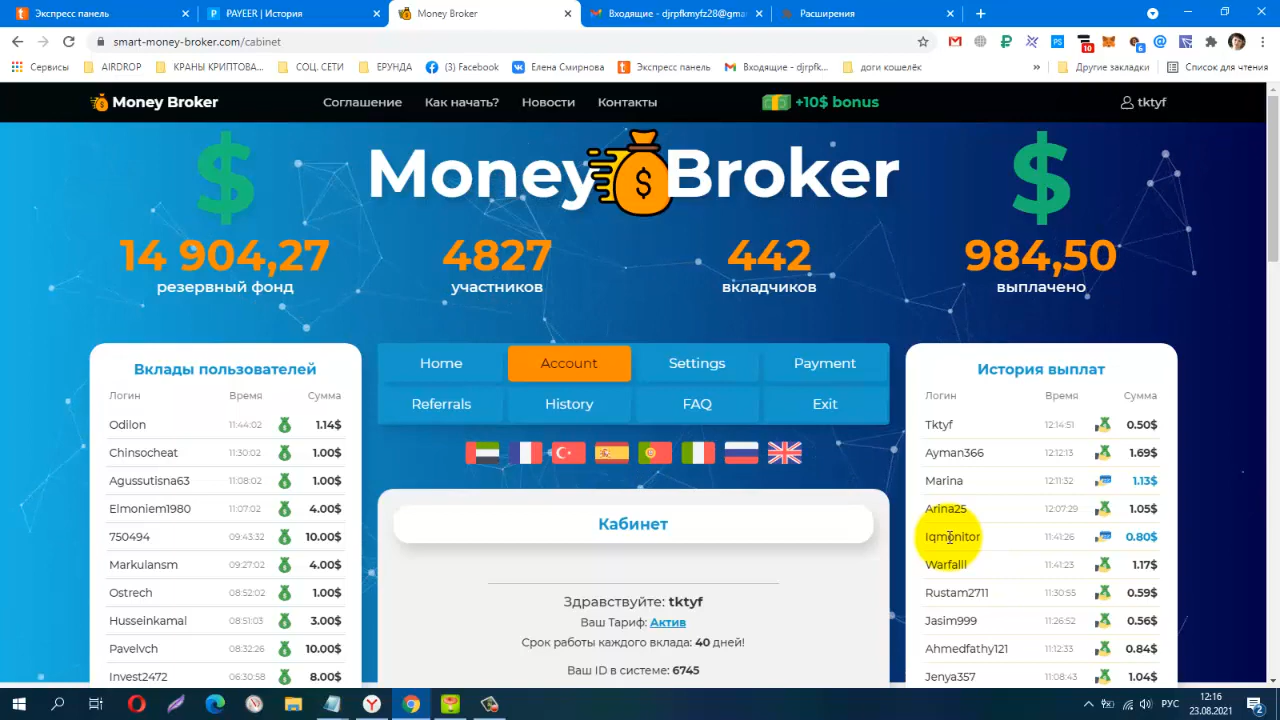 Экспресс панель
PAYEER | История
Money Broker
Входящие - djrpfkmyfz28@gma
Расширения
smart-money-broker.com/cabinet
Сервисы
AIRDROP
КРАНЫ КРИПТОВА...
СОЦ. СЕТИ
ЕРУНДА
(3) Facebook
Елена Смирнова
Экспресс панель
Входящие - djrpfk...
доги кошелёк
»
Другие закладки
Список для чтения
Money Broker
Соглашение
Как начать?
Новости
Контакты
+10$ bonus
tktyf
Money Broker
14 904,27
4827
442
984,50
резервный фонд
участников
вкладчиков
выплачено
Вклады пользователей
Логин Время Сумма
Odilon 11:44:02 1.14$
Chinsocheat 11:30:02 1.00$
Agussutisna63 11:08:02 1.00$
Elmoniem1980 11:07:02 4.00$
750494 09:43:32 10.00$
Markulansm 09:27:02 4.00$
Ostrech 08:52:02 1.00$
Husseinkamal 08:51:03 3.00$
Pavelvch 08:32:26 10.00$
Invest2472 06:30:58 8.00$
Home
Account
Settings
Payment
Referrals
History
FAQ
Exit
Кабинет
Здравствуйте: tktyf
Ваш Тариф: Актив
Срок работы каждого вклада: 40 дней!
Ваш ID в системе: 6745
История выплат
Логин Время Сумма
Tktyf 12:14:51 0.50$
Ayman366 12:12:13 1.69$
Marina 12:11:32 1.13$
Arina25 12:07:29 1.05$
Iqmonitor 11:41:26 0.80$
Warfalil 11:41:23 1.17$
Rustam2711 11:30:55 0.59$
Jasim999 11:26:52 0.56$
Ahmedfathy121 11:12:33 0.84$
Jenya357 11:08:43 1.04$
РУС
12:16
23.08.2021